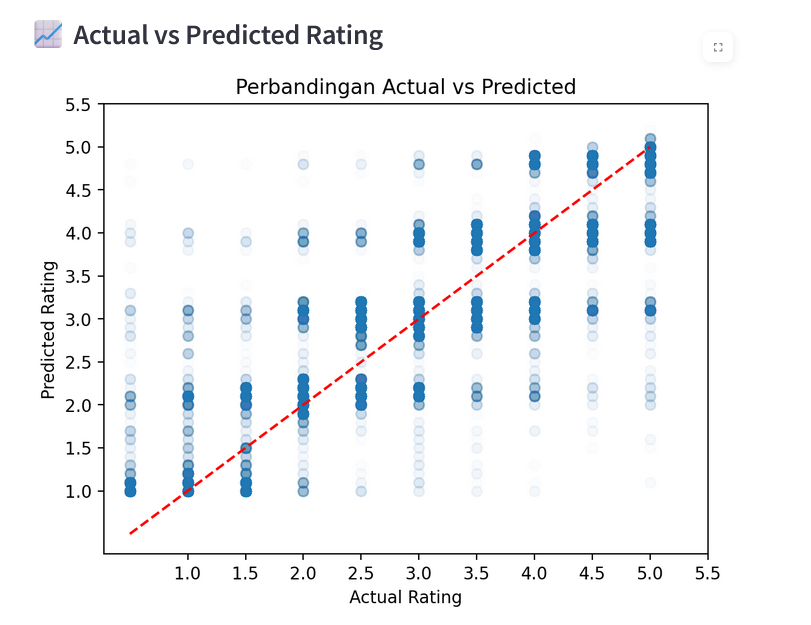 Actual vs Predicted Rating
Perbandingan Actual vs Predicted
5.5
5.0
4.5
4.0
3.5
3.0
2.5
2.0
1.5
1.0
Predicted Rating
1.0 1.5 2.0 2.5 3.0 3.5 4.0 4.5 5.0 5.5
Actual Rating